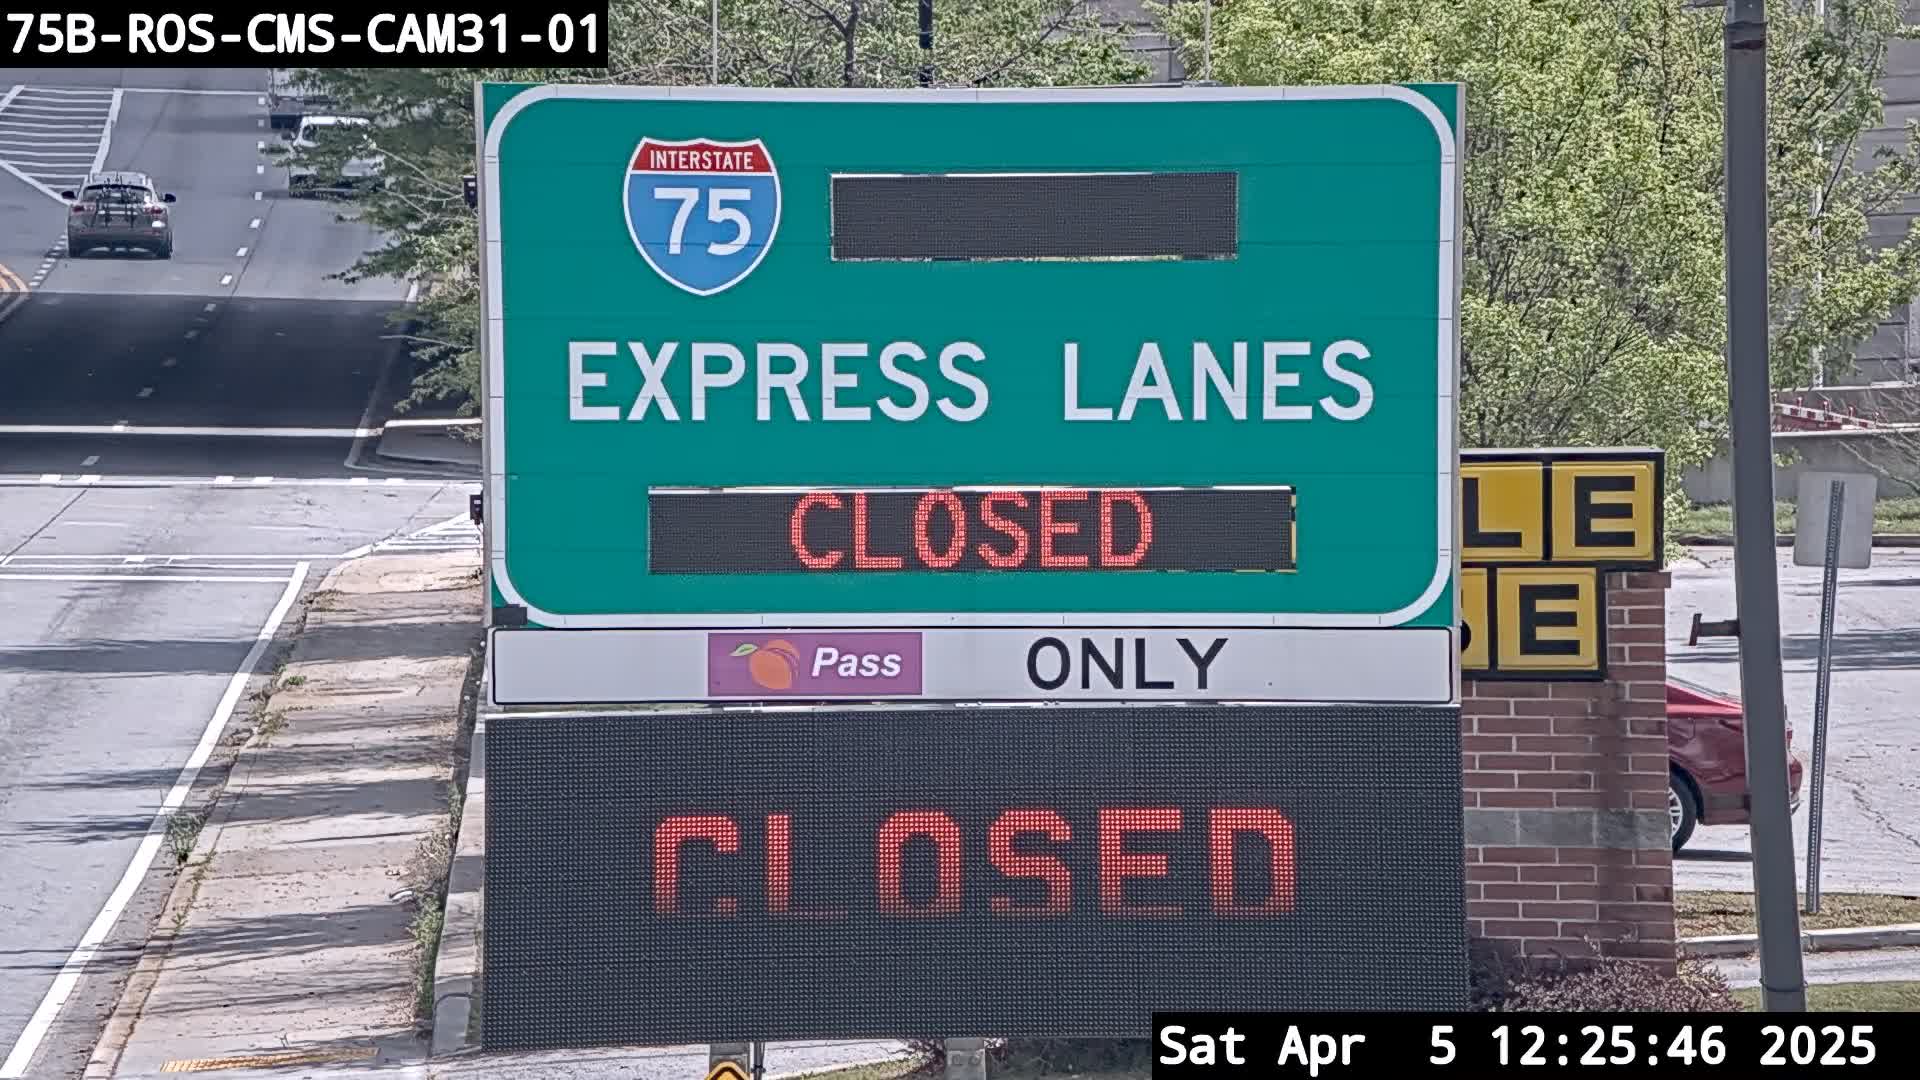 75B-ROS-CMS-CAM31-01
INTERSTATE
75
EXPRESS LANES
CLOSED
Pass ONLY
CLOSED
LE
E
Sat Apr 5 12:25:46 2025